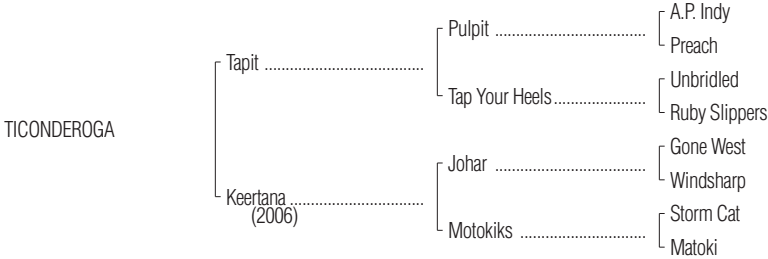 A.P. Indy
Pulpit
Preach
Tapit
Unbridled
Tap Your Heels
Ruby Slippers
TICONDEROGA
Gone West
Johar
Windsharp
Keertana
(2006)
Storm Cat
Motokiks
Matoki